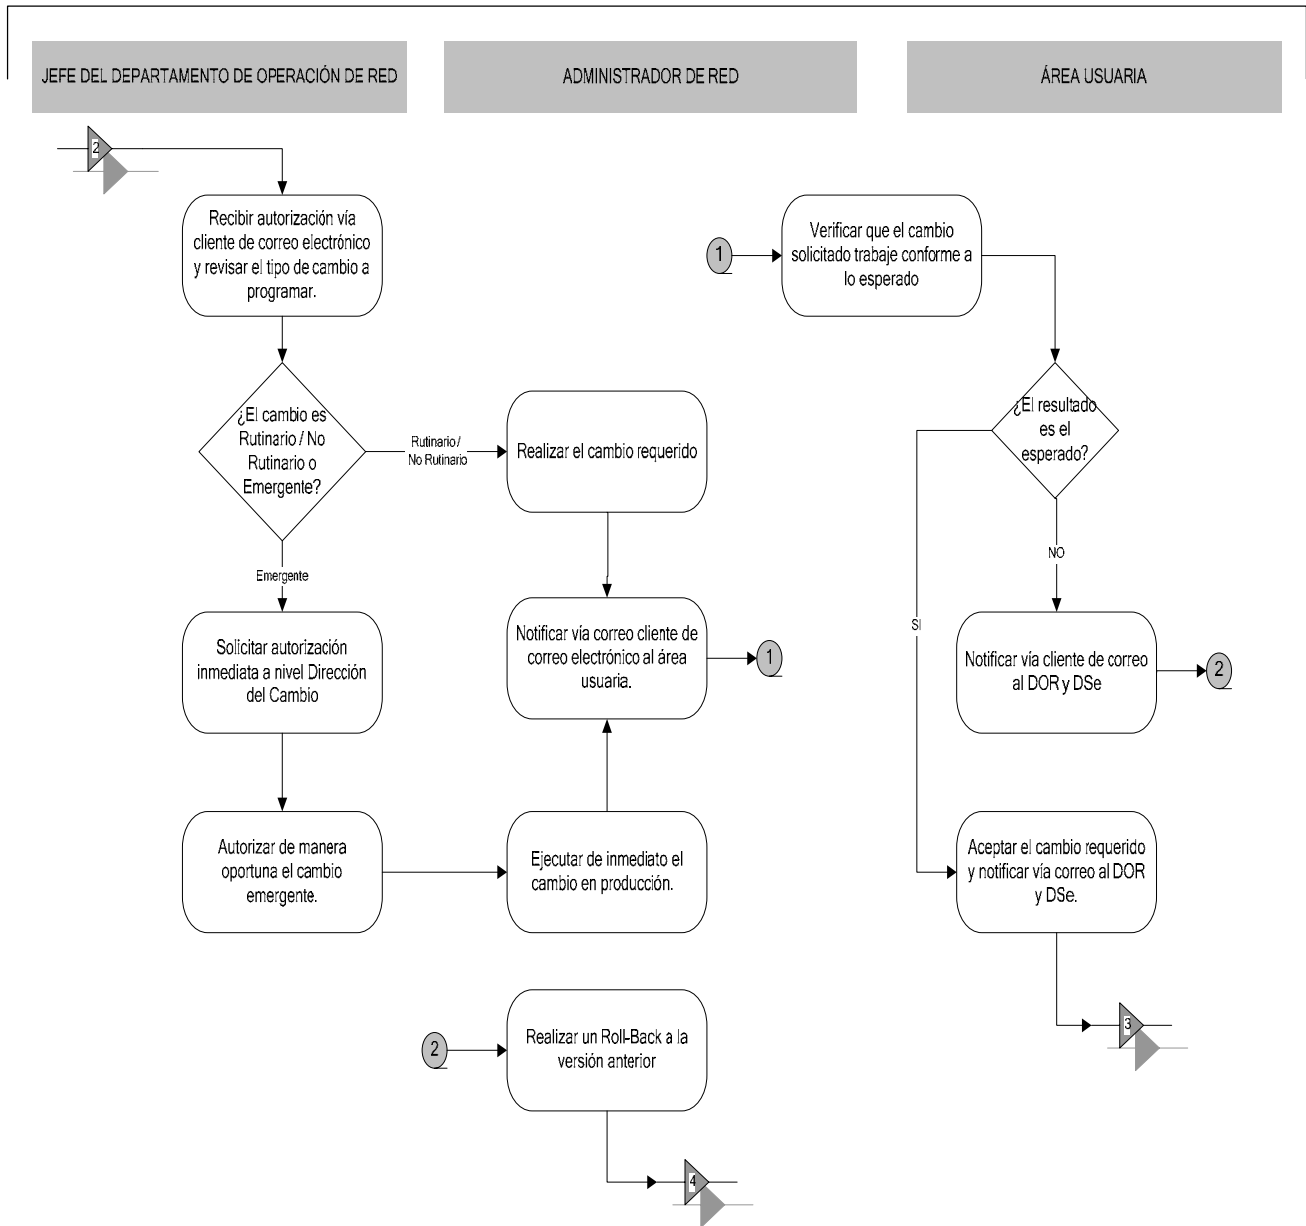 JEFE DEL DEPARTAMENTO DE OPERACIÓN DE RED
ADMINISTRADOR DE RED
ÁREA USUARIA
2
Recibir autorización vía
cliente de correo electrónico
y revisar el tipo de cambio a
programar.
1
Verificar que el cambio
solicitado trabaje conforme a
lo esperado
¿El cambio es
Rutinario / No
Rutinario o
Emergente?
Rutinario /
No Rutinario
Realizar el cambio requerido
¿El resultado
es el
esperado?
Emergente
NO
SI
Solicitar autorización
inmediata a nivel Dirección
del Cambio
Notificar vía correo cliente de
correo electrónico al área
usuaria.
1
Notificar vía cliente de correo
al DOR y DSe
2
Autorizar de manera
oportuna el cambio
emergente.
Ejecutar de inmediato el
cambio en producción.
Aceptar el cambio requerido
y notificar vía correo al DOR
y DSe.
3
2
Realizar un Roll-Back a la
versión anterior
4